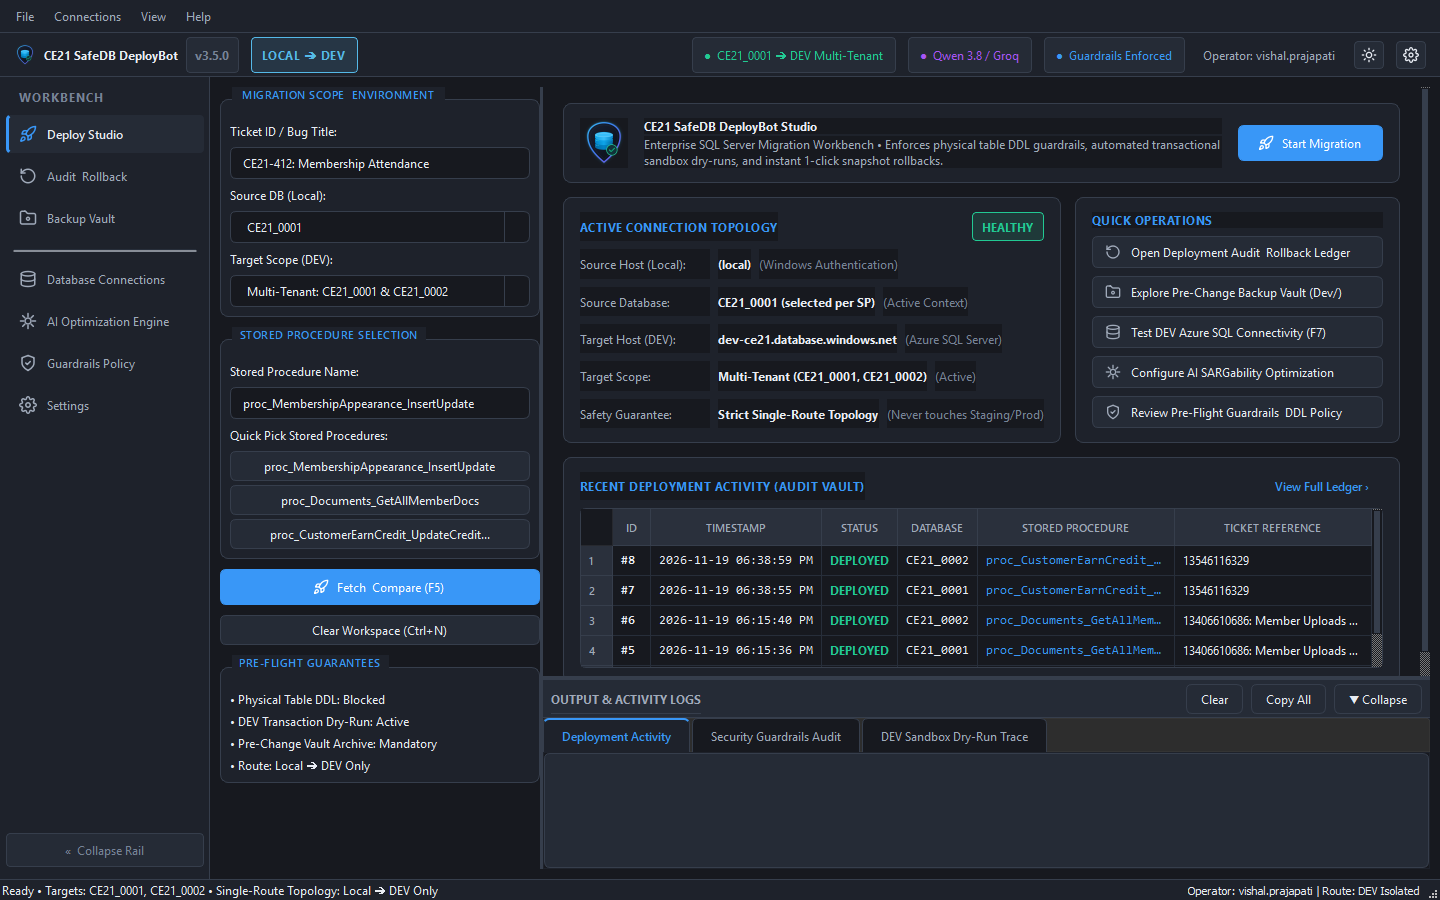 File Connections View Help
CE21 SafeDB DeployBot v3.5.0 LOCAL ➔ DEV ● CE21_0001 ➔ DEV Multi-Tenant ● Qwen 3.8 / Groq ● Guardrails Enforced Operator: vishal.prajapati
WORKBENCH
Deploy Studio
Audit Rollback
Backup Vault
Database Connections
AI Optimization Engine
Guardrails Policy
Settings
« Collapse Rail
MIGRATION SCOPE ENVIRONMENT
Ticket ID / Bug Title:
CE21-412: Membership Attendance
Source DB (Local):
CE21_0001
Target Scope (DEV):
Multi-Tenant: CE21_0001 & CE21_0002
STORED PROCEDURE SELECTION
Stored Procedure Name:
proc_MembershipAppearance_InsertUpdate
Quick Pick Stored Procedures:
proc_MembershipAppearance_InsertUpdate
proc_Documents_GetAllMemberDocs
proc_CustomerEarnCredit_UpdateCredit...
Fetch Compare (F5)
Clear Workspace (Ctrl+N)
PRE-FLIGHT GUARANTEES
• Physical Table DDL: Blocked
• DEV Transaction Dry-Run: Active
• Pre-Change Vault Archive: Mandatory
• Route: Local ➔ DEV Only
CE21 SafeDB DeployBot Studio
Enterprise SQL Server Migration Workbench • Enforces physical table DDL guardrails, automated transactional
sandbox dry-runs, and instant 1-click snapshot rollbacks.
Start Migration
ACTIVE CONNECTION TOPOLOGY HEALTHY
Source Host (Local): (local) (Windows Authentication)
Source Database: CE21_0001 (selected per SP) (Active Context)
Target Host (DEV): dev-ce21.database.windows.net (Azure SQL Server)
Target Scope: Multi-Tenant (CE21_0001, CE21_0002) (Active)
Safety Guarantee: Strict Single-Route Topology (Never touches Staging/Prod)
QUICK OPERATIONS
Open Deployment Audit Rollback Ledger
Explore Pre-Change Backup Vault (Dev/)
Test DEV Azure SQL Connectivity (F7)
Configure AI SARGability Optimization
Review Pre-Flight Guardrails DDL Policy
RECENT DEPLOYMENT ACTIVITY (AUDIT VAULT) View Full Ledger ›
ID TIMESTAMP STATUS DATABASE STORED PROCEDURE TICKET REFERENCE
1 #8 2026-11-19 06:38:59 PM DEPLOYED CE21_0002 proc_CustomerEarnCredit_… 13546116329
2 #7 2026-11-19 06:38:55 PM DEPLOYED CE21_0001 proc_CustomerEarnCredit_… 13546116329
3 #6 2026-11-19 06:15:40 PM DEPLOYED CE21_0002 proc_Documents_GetAllMem… 13406610686: Member Uploads ...
4 #5 2026-11-19 06:15:36 PM DEPLOYED CE21_0001 proc_Documents_GetAllMem… 13406610686: Member Uploads ...
OUTPUT & ACTIVITY LOGS Clear Copy All ▼ Collapse
Deployment Activity Security Guardrails Audit DEV Sandbox Dry-Run Trace
Ready • Targets: CE21_0001, CE21_0002 • Single-Route Topology: Local ➔ DEV Only Operator: vishal.prajapati | Route: DEV Isolated